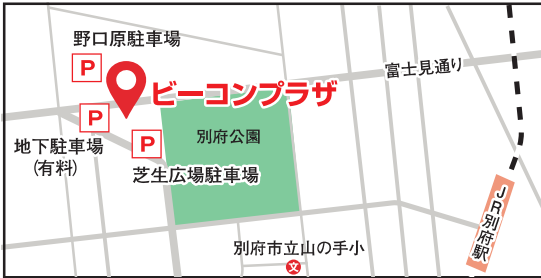 野口原駐車場
P
ビーコンプラザ
富士見通り
P
地下駐車場
(有料)
P
芝生広場駐車場
別府公園
JR別府駅
別府市立山の手小
文